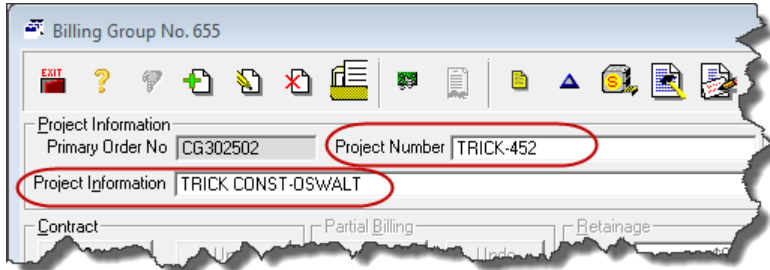 Billing Group No. 655
EXIT
Project Information
Primary Order No CG302502 Project Number TRICK-452
Project Information TRICK CONST-OSWALT
Contract Partial Billing Retainage